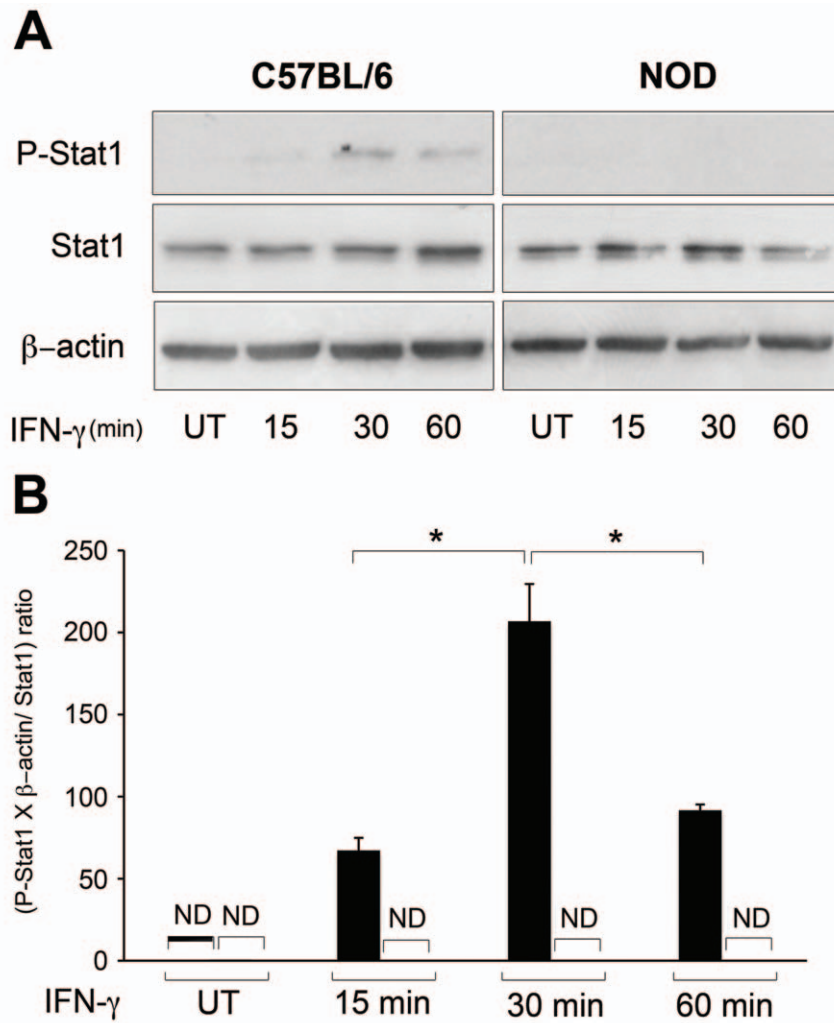 A
C57BL/6 NOD
P-Stat1
Stat1
β–actin
IFN-γ (min) UT 15 30 60 UT 15 30 60
B
(P-Stat1 X β–actin/ Stat1) ratio
250
200
150
100
50
0
* *
ND ND ND ND ND
IFN-γ UT 15 min 30 min 60 min